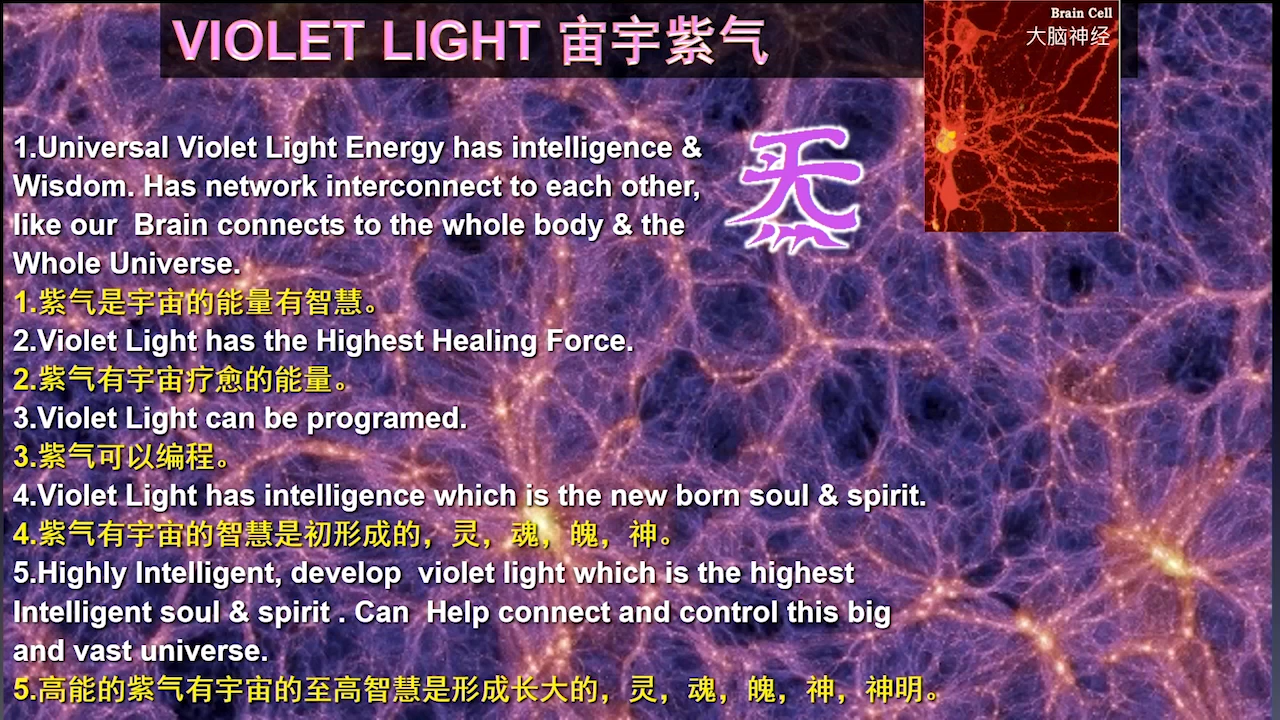 VIOLET LIGHT 宙宇紫气
Brain Cell
大脑神经
1.Universal Violet Light Energy has intelligence &
Wisdom. Has network interconnect to each other,
like our  Brain connects to the whole body & the
Whole Universe.
1.紫气是宇宙的能量有智慧。
2.Violet Light has the Highest Healing Force.
2.紫气有宇宙疗愈的能量。
3.Violet Light can be programed.
3.紫气可以编程。
4.Violet Light has intelligence which is the new born soul & spirit.
4.紫气有宇宙的智慧是初形成的，灵，魂，魄，神。
5.Highly Intelligent, develop  violet light which is the highest
Intelligent soul & spirit . Can  Help connect and control this big
and vast universe.
5.高能的紫气有宇宙的至高智慧是形成长大的，灵，魂，魄，神，神明。